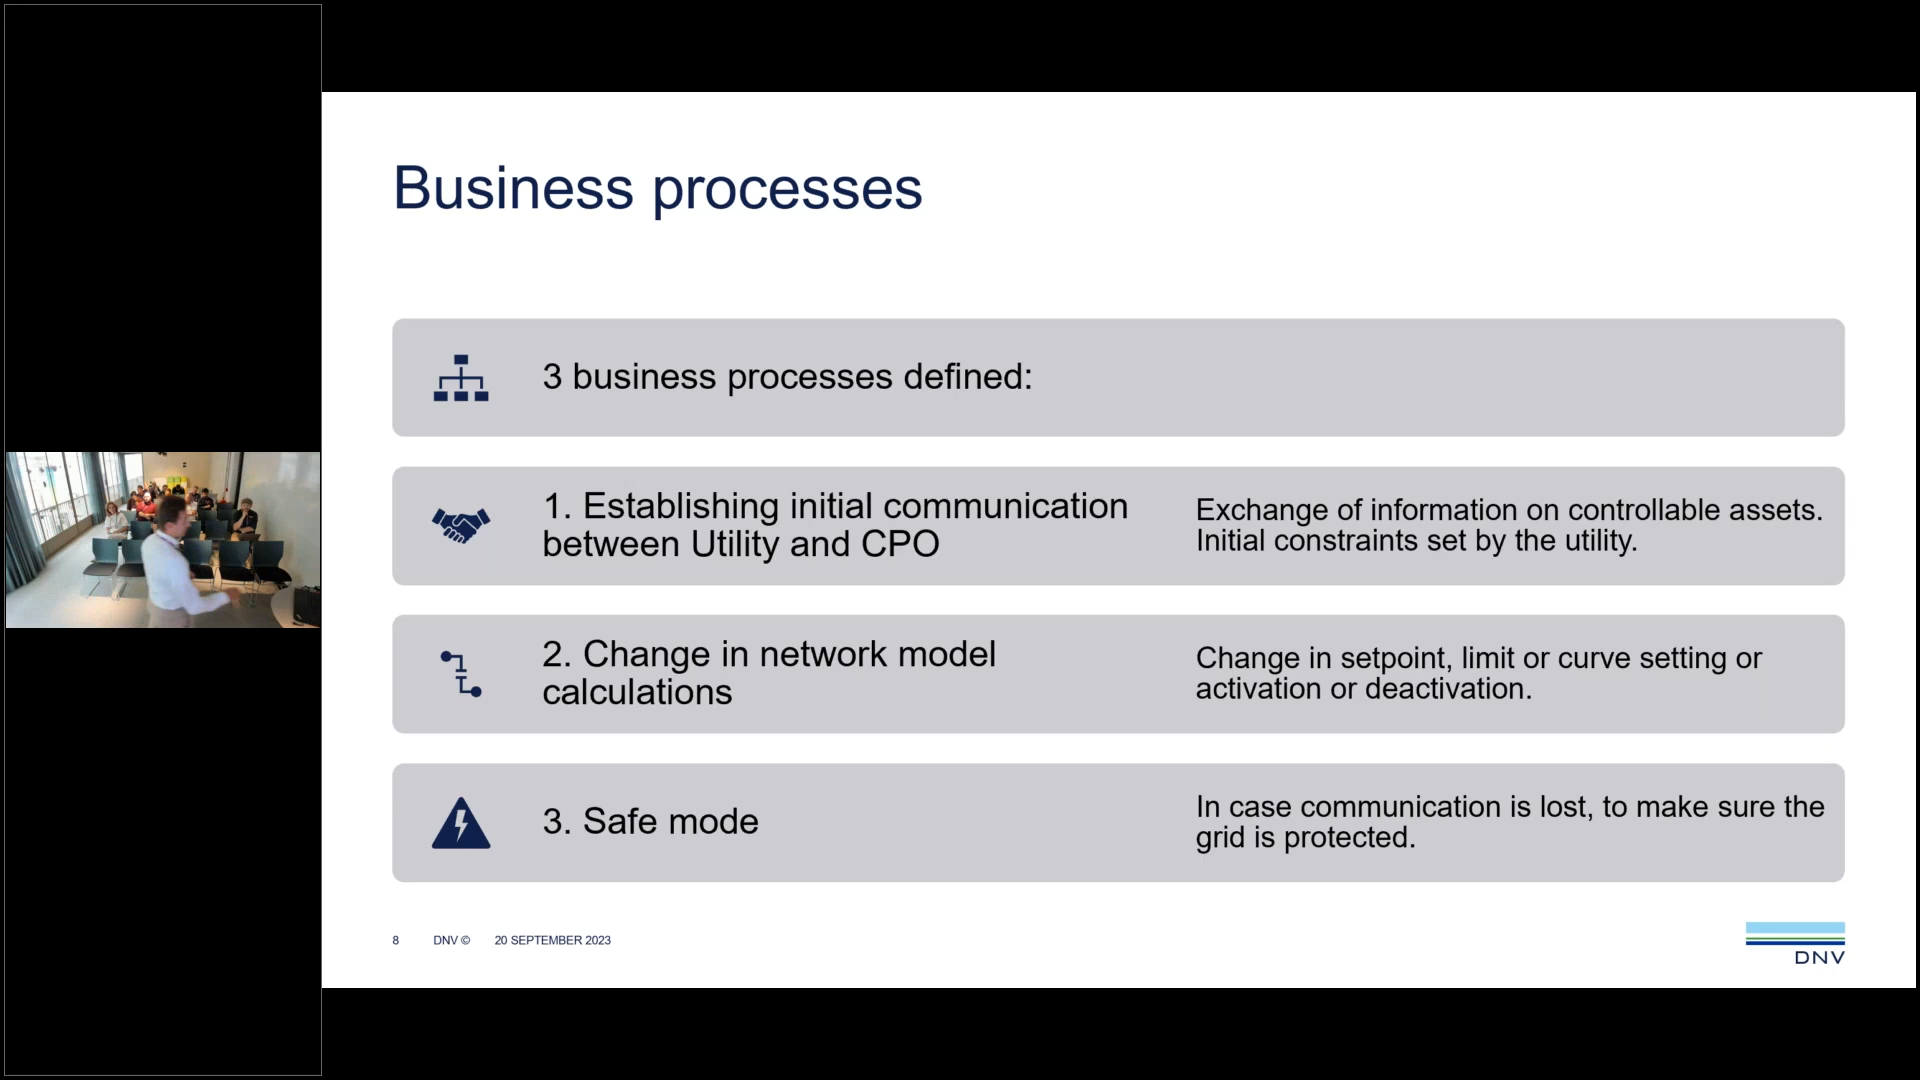 Business processes
3 business processes defined:
1. Establishing initial communication
between Utility and CPO
Exchange of information on controllable assets.
Initial constraints set by the utility.
2. Change in network model
calculations
Change in setpoint, limit or curve setting or
activation or deactivation.
3. Safe mode
In case communication is lost, to make sure the
grid is protected.
8 DNV © 20 SEPTEMBER 2023
DNV